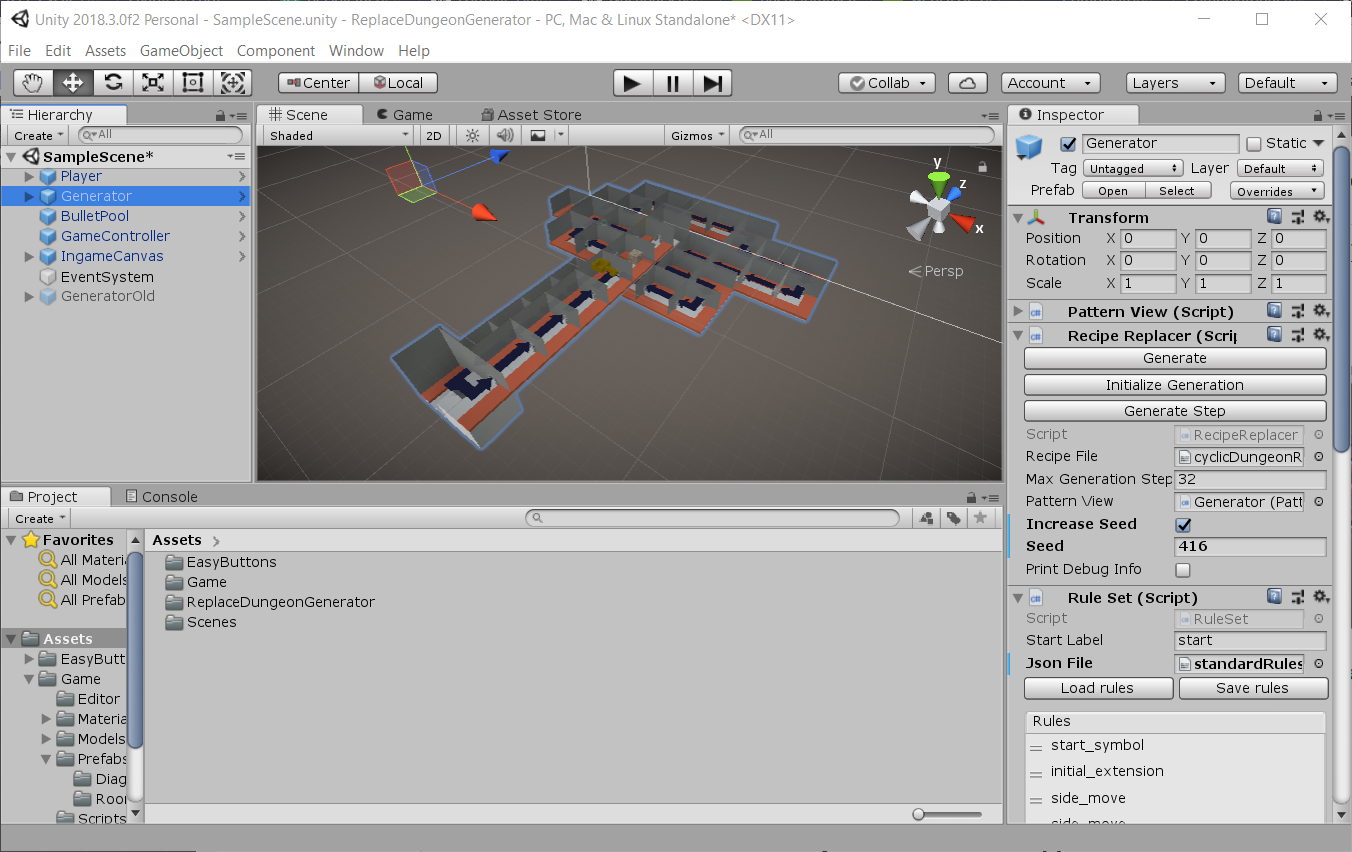 Unity 2018.3.0f2 Personal - SampleScene.unity - ReplaceDungeonGenerator - PC, Mac & Linux Standalone* <DX11>
File Edit Assets GameObject Component Window Help
Center Local Collab Account Layers Default
Hierarchy
Create All
SampleScene*
Player
Generator
BulletPool
GameController
IngameCanvas
EventSystem
GeneratorOld
Scene Game Asset Store
Shaded 2D Gizmos All
y
z
x
Persp
Project Console
Create
Favorites
All Materia
All Models
All Prefab
Assets
EasyButt
Game
Editor
Materia
Models
Prefabs
Diag
Roor
Scripts
Assets
EasyButtons
Game
ReplaceDungeonGenerator
Scenes
Inspector
Generator Static
Tag Untagged Layer Default
Prefab Open Select Overrides
Transform
Position X 0 Y 0 Z 0
Rotation X 0 Y 0 Z 0
Scale X 1 Y 1 Z 1
Pattern View (Script)
Recipe Replacer (Scrip
Generate
Initialize Generation
Generate Step
Script RecipeReplacer
Recipe File cyclicDungeonR
Max Generation Step 32
Pattern View Generator (Patt
Increase Seed
Seed 416
Print Debug Info
Rule Set (Script)
Script RuleSet
Start Label start
Json File standardRules
Load rules Save rules
Rules
start_symbol
initial_extension
side_move
side_move